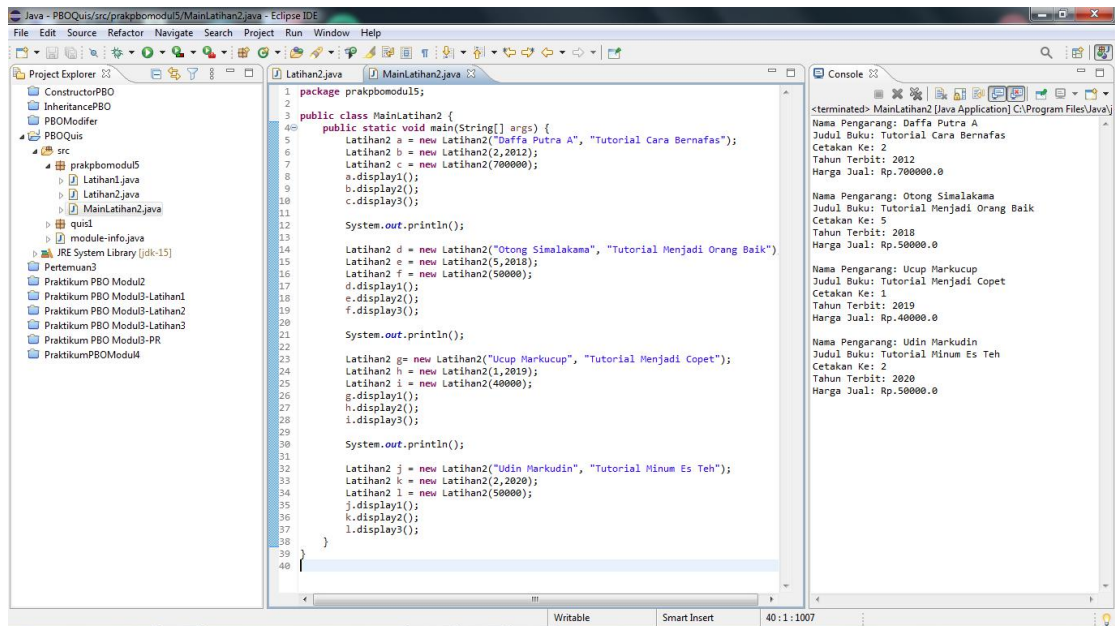 Java - PBOQuis/src/prakpbomodul5/MainLatihan2.java - Eclipse IDE
File Edit Source Refactor Navigate Search Project Run Window Help
Project Explorer
ConstructorPBO
InheritancePBO
PBOModifer
PBOQuis
src
prakpbomodul5
Latihan1.java
Latihan2.java
MainLatihan2.java
quis1
module-info.java
JRE System Library [jdk-15]
Pertemuan3
Praktikum PBO Modul2
Praktikum PBO Modul3-Latihan1
Praktikum PBO Modul3-Latihan2
Praktikum PBO Modul3-Latihan3
Praktikum PBO Modul3-PR
PraktikumPBOModul4
Latihan2.java MainLatihan2.java
1 package prakpbomodul5;
2
3 public class MainLatihan2 {
4 public static void main(String[] args) {
5 Latihan2 a = new Latihan2("Daffa Putra A", "Tutorial Cara Bernafas");
6 Latihan2 b = new Latihan2(2,2012);
7 Latihan2 c = new Latihan2(700000);
8 a.display1();
9 b.display2();
10 c.display3();
11
12 System.out.println();
13
14 Latihan2 d = new Latihan2("Otong Simalakama", "Tutorial Menjadi Orang Baik")
15 Latihan2 e = new Latihan2(5,2018);
16 Latihan2 f = new Latihan2(50000);
17 d.display1();
18 e.display2();
19 f.display3();
20
21 System.out.println();
22
23 Latihan2 g= new Latihan2("Ucup Markucup", "Tutorial Menjadi Copet");
24 Latihan2 h = new Latihan2(1,2019);
25 Latihan2 i = new Latihan2(40000);
26 g.display1();
27 h.display2();
28 i.display3();
29
30 System.out.println();
31
32 Latihan2 j = new Latihan2("Udin Markudin", "Tutorial Minum Es Teh");
33 Latihan2 k = new Latihan2(2,2020);
34 Latihan2 l = new Latihan2(50000);
35 j.display1();
36 k.display2();
37 l.display3();
38 }
39 }
40
Console
<terminated> MainLatihan2 [Java Application] C:\Program Files\Java\j
Nama Pengarang: Daffa Putra A
Judul Buku: Tutorial Cara Bernafas
Cetakan Ke: 2
Tahun Terbit: 2012
Harga Jual: Rp.700000.0
Nama Pengarang: Otong Simalakama
Judul Buku: Tutorial Menjadi Orang Baik
Cetakan Ke: 5
Tahun Terbit: 2018
Harga Jual: Rp.50000.0
Nama Pengarang: Ucup Markucup
Judul Buku: Tutorial Menjadi Copet
Cetakan Ke: 1
Tahun Terbit: 2019
Harga Jual: Rp.40000.0
Nama Pengarang: Udin Markudin
Judul Buku: Tutorial Minum Es Teh
Cetakan Ke: 2
Tahun Terbit: 2020
Harga Jual: Rp.50000.0
Writable Smart Insert 40 : 1 : 1007